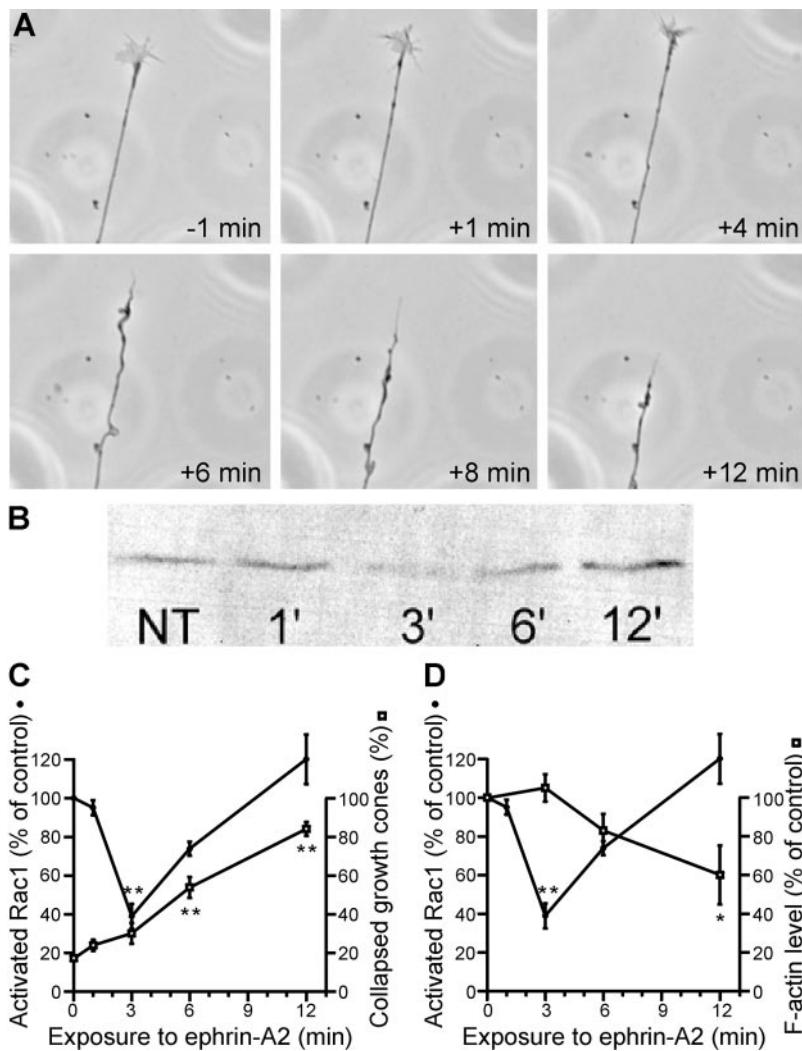 A
-1 min
+1 min
+4 min
+6 min
+8 min
+12 min
B
NT 1' 3' 6' 12'
C
Activated Rac1 (% of control) •
120
100
80
60
40
20
0
**
**
**
100
80
60
40
20
0
Collapsed growth cones (%)
0 3 6 9 12
Exposure to ephrin-A2 (min)
D
Activated Rac1 (% of control) •
120
100
80
60
40
20
0
**
*
100
80
60
40
20
0
F-actin level (% of control)
0 3 6 9 12
Exposure to ephrin-A2 (min)